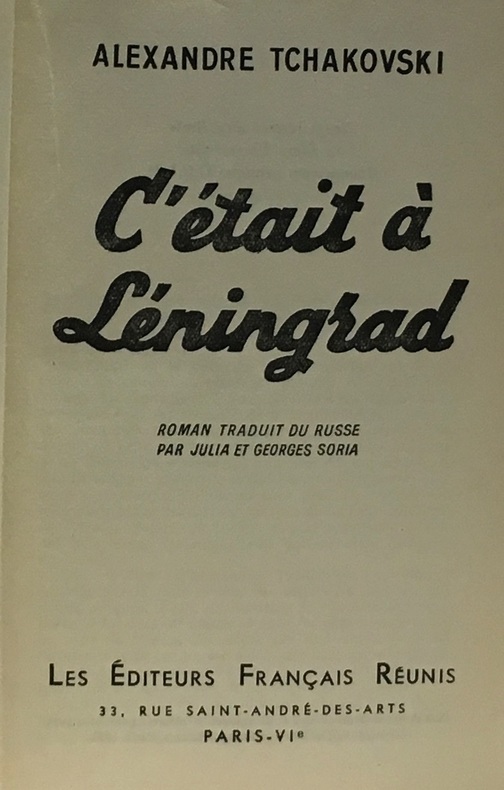 ALEXANDRE TCHAKOVSKI
C'était à
Léningrad
ROMAN TRADUIT DU RUSSE
PAR JULIA ET GEORGES SORIA
LES ÉDITEURS FRANÇAIS RÉUNIS
33, RUE SAINT-ANDRÉ-DES-ARTS
PARIS-VIe